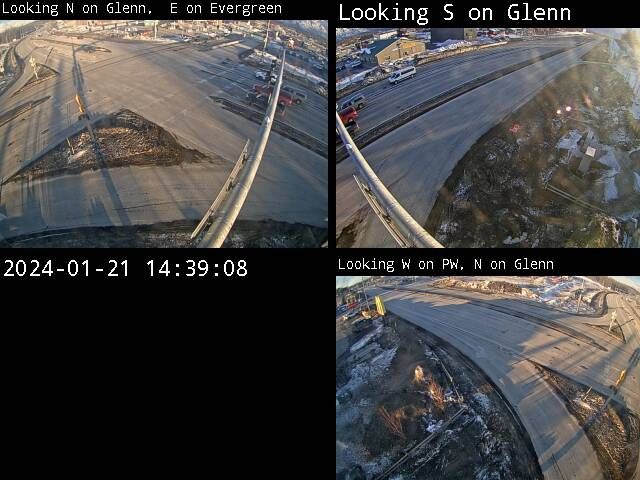 Looking N on Glenn,  E on Evergreen
Looking S on Glenn
2024-01-21 14:39:08
Looking W on PW, N on Glenn